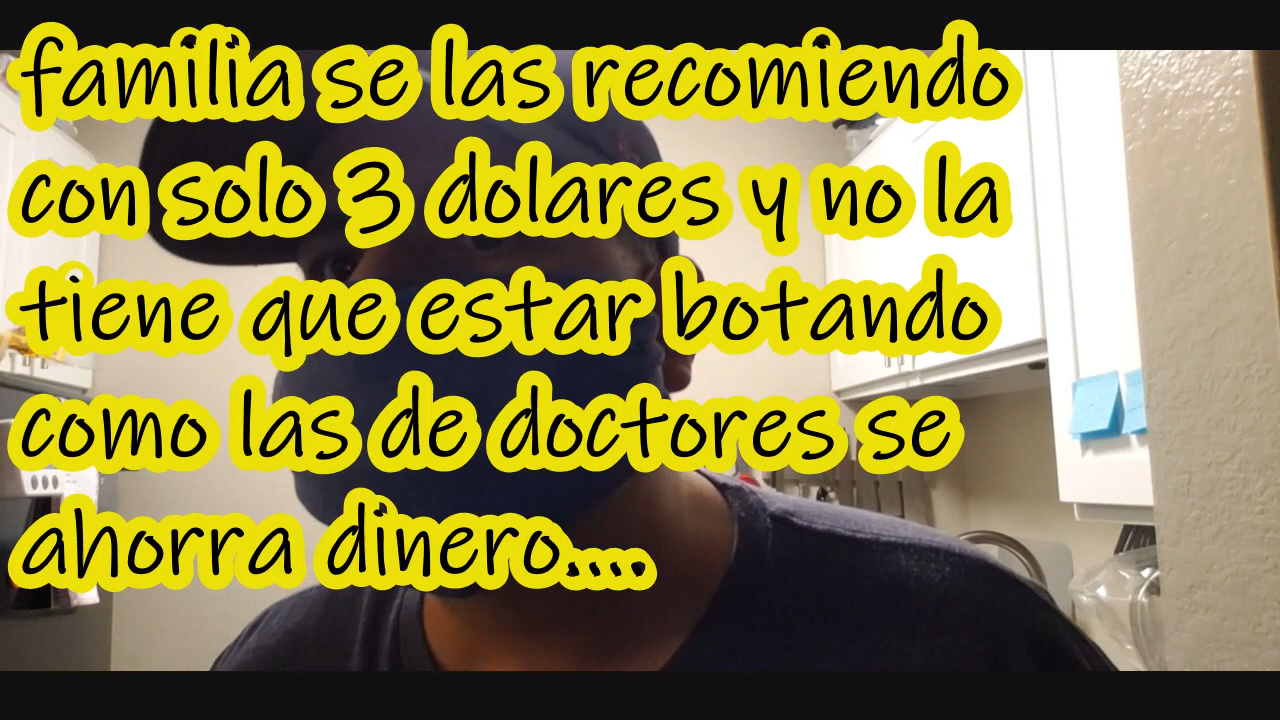 familia se las recomiendo
con solo 3 dolares y no la
tiene que estar botando
como las de doctores se
ahorra dinero....